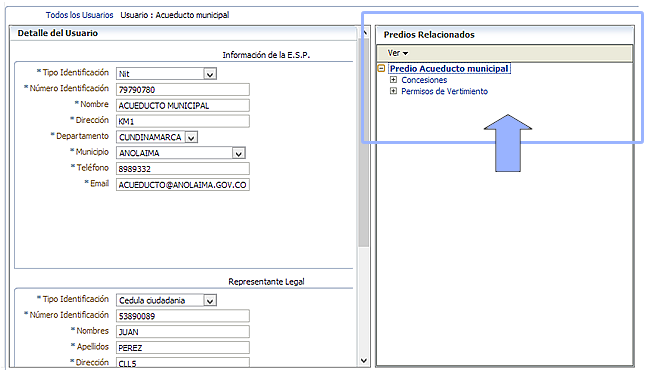 Todos los Usuarios Usuario : Acueducto municipal
Detalle del Usuario
Información de la E.S.P.
* Tipo Identificación Nit
* Número Identificación 79790780
* Nombre ACUEDUCTO MUNICIPAL
* Dirección KM1
* Departamento CUNDINAMARCA
* Municipio ANOLAIMA
* Teléfono 8989332
* Email ACUEDUCTO@ANOLAIMA.GOV.CO
Representante Legal
* Tipo Identificación Cedula ciudadania
* Número Identificación 53890089
* Nombres JUAN
* Apellidos PEREZ
* Dirección CLL5
Predios Relacionados
Ver
Predio Acueducto municipal
Concesiones
Permisos de Vertimiento